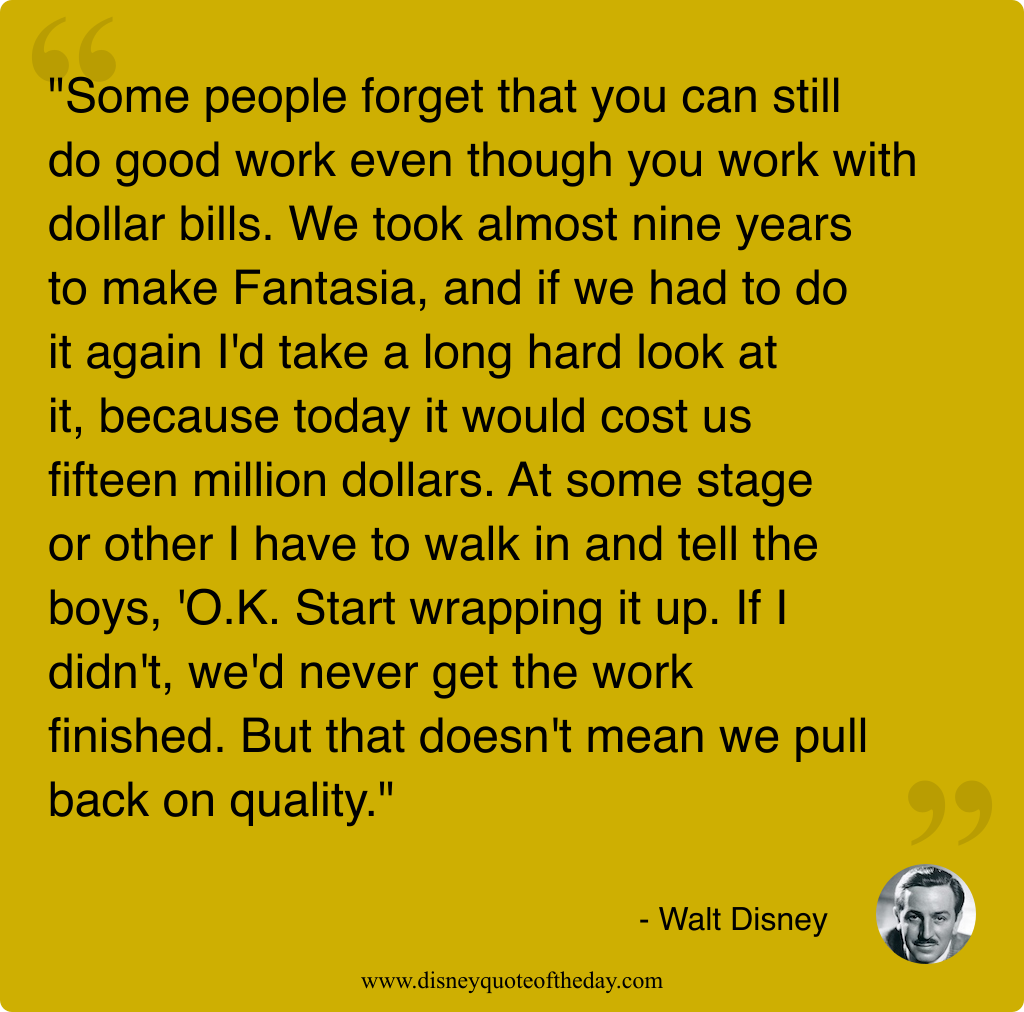 "Some people forget that you can still
do good work even though you work with
dollar bills. We took almost nine years
to make Fantasia, and if we had to do
it again I'd take a long hard look at
it, because today it would cost us
fifteen million dollars. At some stage
or other I have to walk in and tell the
boys, 'O.K. Start wrapping it up. If I
didn't, we'd never get the work
finished. But that doesn't mean we pull
back on quality."
- Walt Disney
www.disneyquoteoftheday.com